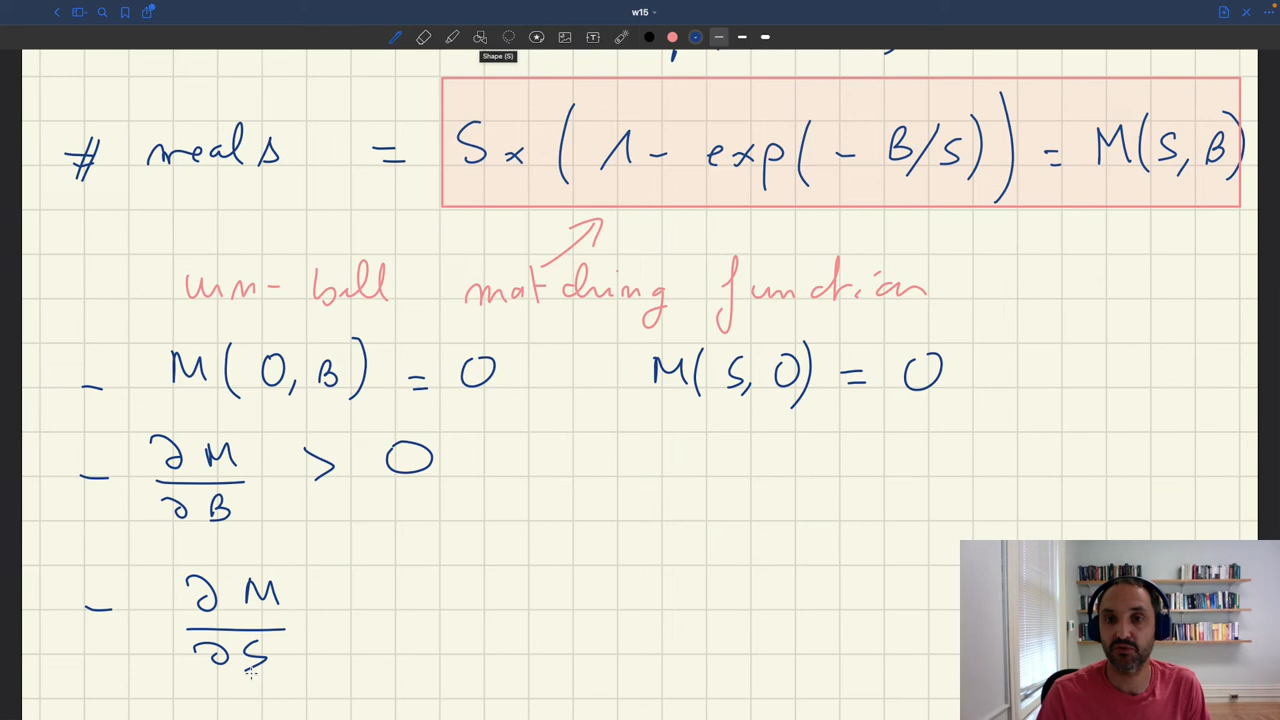 w15
Shape (S)
# meals = S x ( 1 - exp( - B/S) ) = M(S, B)
urn-ball matching function
- M( 0, B ) = 0 M( S, 0) = 0
- ∂ M / ∂ B > 0
- ∂ M / ∂ S